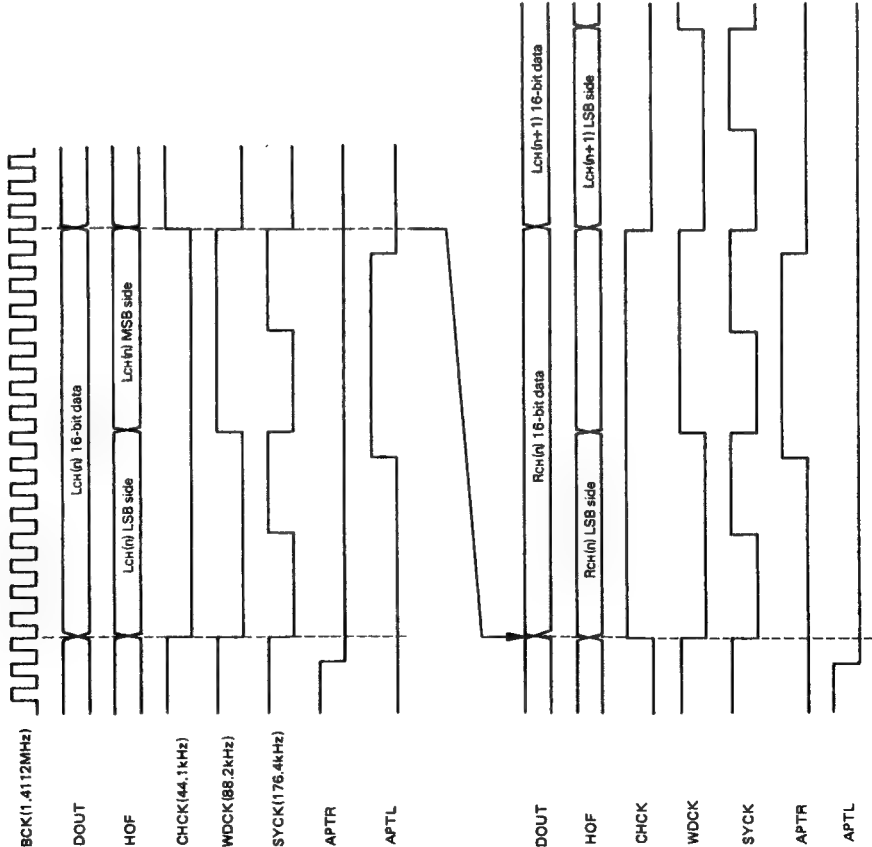 BCK(1.4112MHz)
DOUT
LCH(n) 16-bit data
HOF
LCH(n) LSB side
LCH(n) MSB side
CHCK(44.1kHz)
WDCK(88.2kHz)
SYCK(176.4kHz)
APTR
APTL
DOUT
RCH(n) 16-bit data
LCH(n+1) 16-bit data
HOF
RCH(n) LSB side
LCH(n+1) LSB side
CHCK
WDCK
SYCK
APTR
APTL